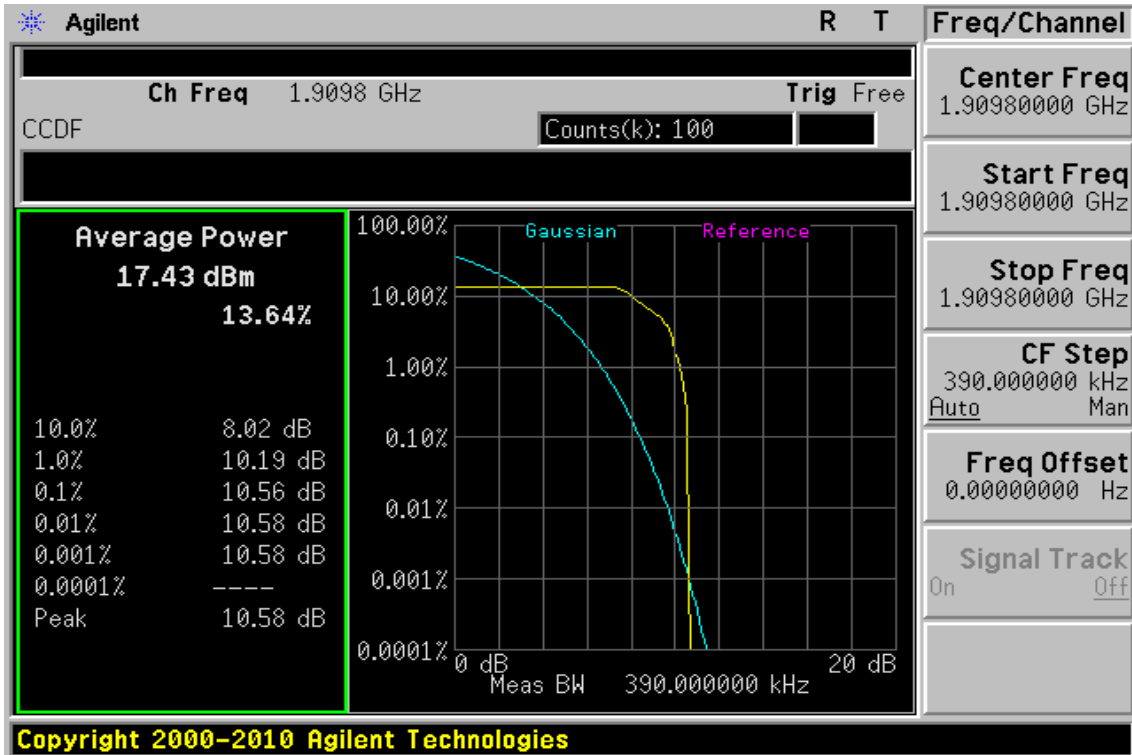 Agilent R T
Ch Freq 1.9098 GHz Trig Free
CCDF Counts(k): 100
Average Power
17.43 dBm
13.64%
10.0% 8.02 dB
1.0% 10.19 dB
0.1% 10.56 dB
0.01% 10.58 dB
0.001% 10.58 dB
0.0001% ----
Peak 10.58 dB
Gaussian Reference
100.00%
10.00%
1.00%
0.10%
0.01%
0.001%
0.0001%
0 dB 20 dB
Meas BW 390.000000 kHz
Freq/Channel
Center Freq
1.90980000 GHz
Start Freq
1.90980000 GHz
Stop Freq
1.90980000 GHz
CF Step
390.000000 kHz
Auto Man
Freq Offset
0.00000000 Hz
Signal Track
On Off
Copyright 2000-2010 Agilent Technologies